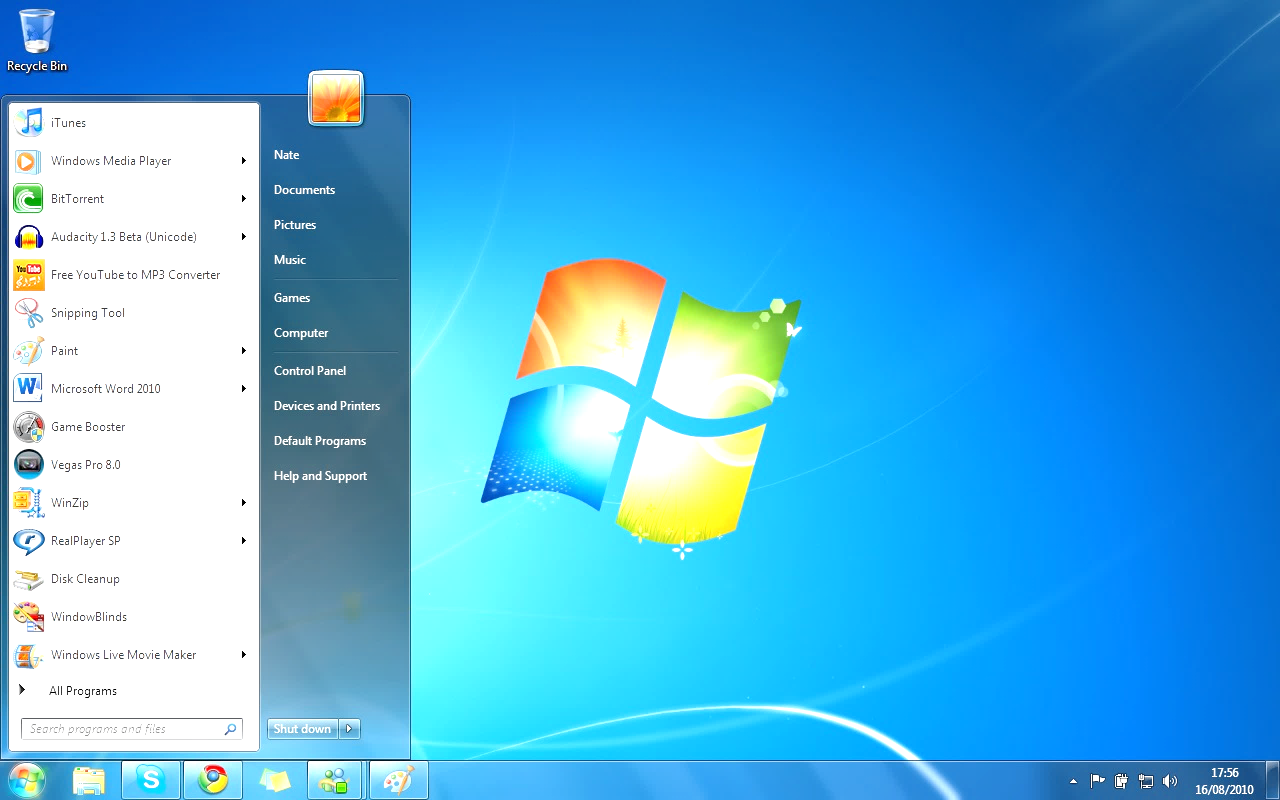 Recycle Bin
iTunes
Windows Media Player
BitTorrent
Audacity 1.3 Beta (Unicode)
You Tube
Free YouTube to MP3 Converter
Snipping Tool
Paint
W
Microsoft Word 2010
Game Booster
Vegas Pro 8.0
WinZip
RealPlayer SP
Disk Cleanup
WindowBlinds
Windows Live Movie Maker
All Programs
Search programs and files
Nate
Documents
Pictures
Music
Games
Computer
Control Panel
Devices and Printers
Default Programs
Help and Support
Shut down
S
17:56
16/08/2010